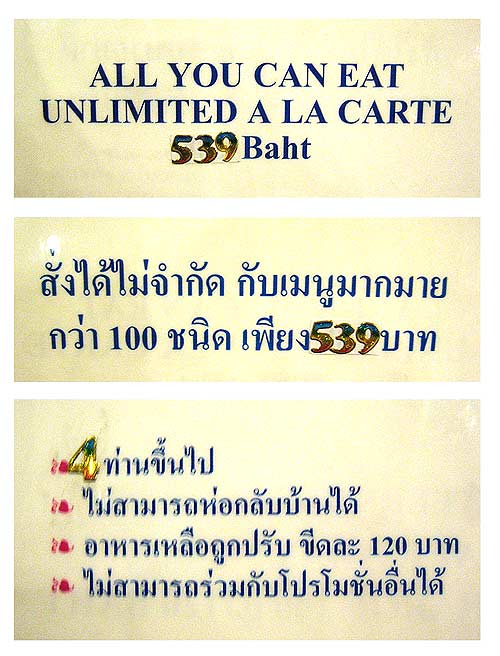 ALL YOU CAN EAT
UNLIMITED A LA CARTE
539 Baht
สั่งได้ไม่จำกัด กับเมนูมากมาย
กว่า 100 ชนิด เพียง539บาท
4 ท่านขึ้นไป
ไม่สามารถห่อกลับบ้านได้
อาหารเหลือถูกปรับ ขีดละ 120 บาท
ไม่สามารถร่วมกับโปรโมชั่นอื่นได้